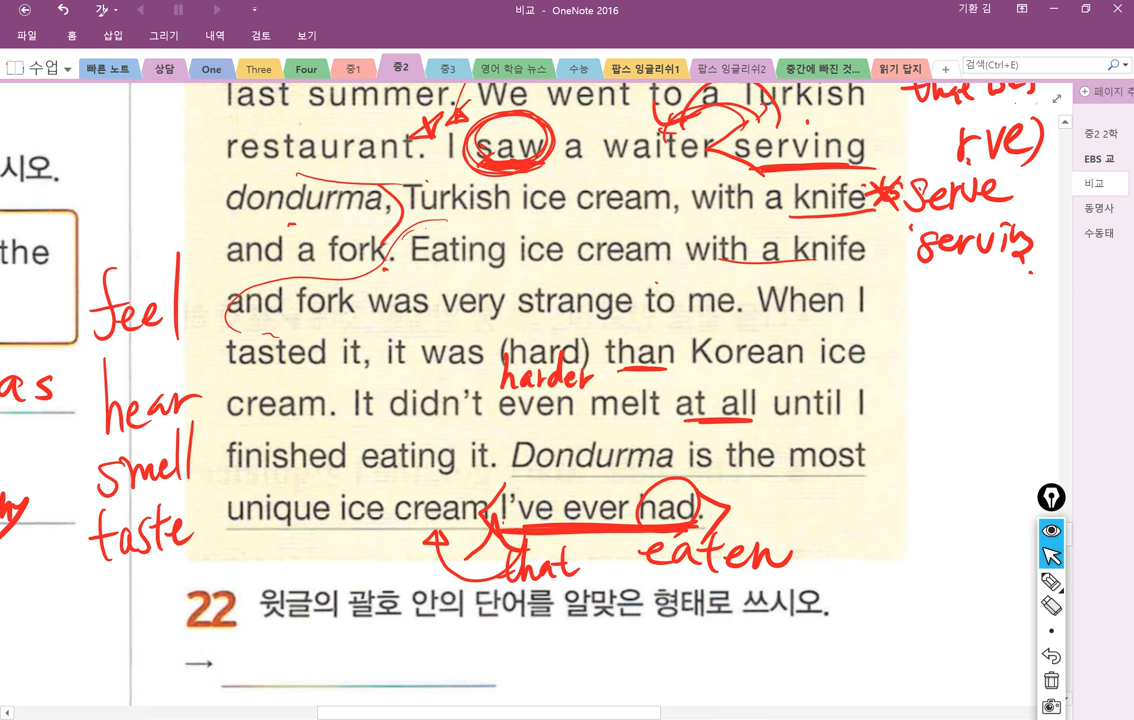 비교 - OneNote 2016
기환 김
파일 홈 삽입 그리기 내역 검토 보기
수업 빠른 노트 상담 One Three Four 중1 중2 중3 영어 학습 뉴스 수능 팝스 잉글리쉬1 팝스 잉글리쉬2 중간에 빠진 것... 읽기 답지 + 검색(Ctrl+E)
페이지 추
중2 2학
EBS 교
비교
동명사
수동태
last summer. We went to a Turkish
restaurant. I saw a waiter serving
rve)
시오.
dondurma, Turkish ice cream, with a knife
serve
the
and a fork. Eating ice cream with a knife
serving
feel
and fork was very strange to me. When I
tasted it, it was (hard) than Korean ice
harder
as
hear
cream. It didn't even melt at all until I
smell
finished eating it. Dondurma is the most
taste
unique ice cream I've ever had.
that eaten
22 윗글의 괄호 안의 단어를 알맞은 형태로 쓰시오.
→